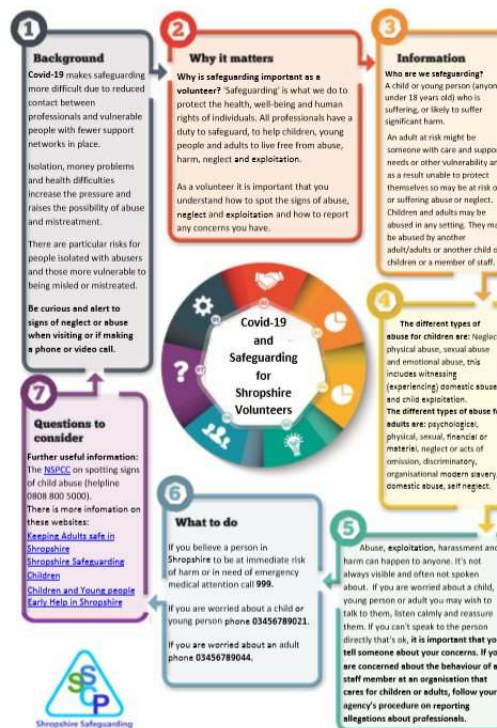 1
Background
Covid-19 makes safeguarding
more difficult due to reduced
contact between
professionals and vulnerable
people with fewer support
networks in place.
Isolation, money problems
and health difficulties
increase the pressure and
raises the possibility of abuse
and mistreatment.
There are particular risks for
people isolated with abusers
and those more vulnerable to
being misled or mistreated.
Be curious and alert to
signs of neglect or abuse
when visiting or if making
a phone or video call.
2
Why it matters
Why is safeguarding important as a
volunteer? 'Safeguarding' is what we do to
protect the health, well-being and human
rights of individuals. All professionals have a
duty to safeguard, to help children, young
people and adults to live free from abuse,
harm, neglect and exploitation.
As a volunteer it is important that you
understand how to spot the signs of abuse,
neglect and exploitation and how to report
any concerns you have.
3
Information
Who are we safeguarding?
A child or young person (anyon
under 18 years old) who is
suffering, or likely to suffer
significant harm.
An adult at risk might be
someone with care and suppor
needs or other vulnerability an
as a result unable to protect
themselves so may be at risk o
or suffering abuse or neglect.
Children and adults may be
abused in any setting. They ma
be abused by another
adult/adults or another child o
children or a member of staff.
4
The different types of
abuse for children are: Neglec
physical abuse, sexual abuse
and emotional abuse, this
includes witnessing
(experiencing) domestic abuse
and child exploitation.
The different types of abuse fo
adults are: psychological,
physical, sexual, financial or
material, neglect or acts of
omission, discriminatory,
organisational modern slavery,
domestic abuse, self neglect.
5
Abuse, exploitation, harassment and
harm can happen to anyone. It's not
always visible and often not spoken
about. If you are worried about a child,
young person or adult you may wish to
talk to them, listen calmly and reassure
them. If you can't speak to the person
directly that's ok, it is important that you
tell someone about your concerns. If you
are concerned about the behaviour of a
staff member at an organisation that
cares for children or adults, follow your
agency's procedure on reporting
allegations about professionals.
6
What to do
If you believe a person in
Shropshire to be at immediate risk
of harm or in need of emergency
medical attention call 999.
If you are worried about a child or
young person phone 03456789021.
If you are worried about an adult
phone 03456789044.
7
Questions to
consider
Further useful information:
The NSPCC on spotting signs
of child abuse (helpline
0808 800 5000).
There is more infomation on
these websites:
Keeping Adults safe in
Shropshire
Shropshire Safeguarding
Children
Children and Young people
Early Help in Shropshire
Covid-19
and
Safeguarding
for
Shropshire
Volunteers
?
SSCP
Shropshire Safeguarding